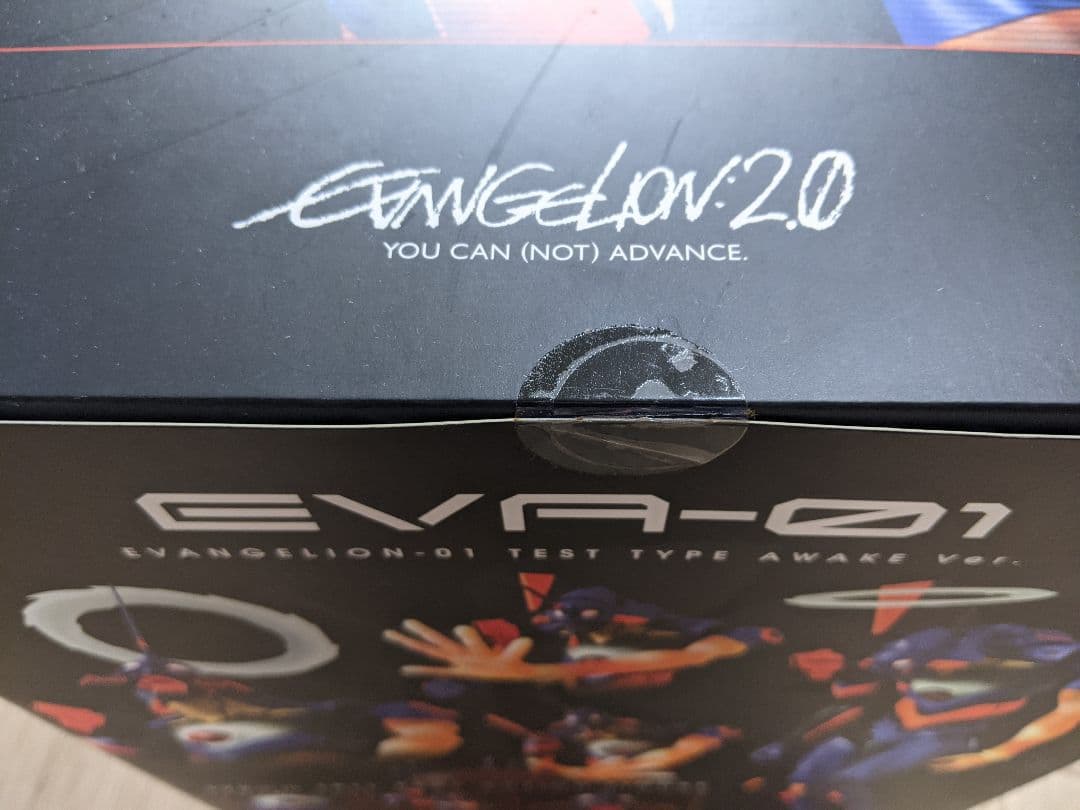 EVANGELION:2.0
YOU CAN (NOT) ADVANCE.
EVA-01
EVANGELION-01 TEST TYPE AWAKE Ver.